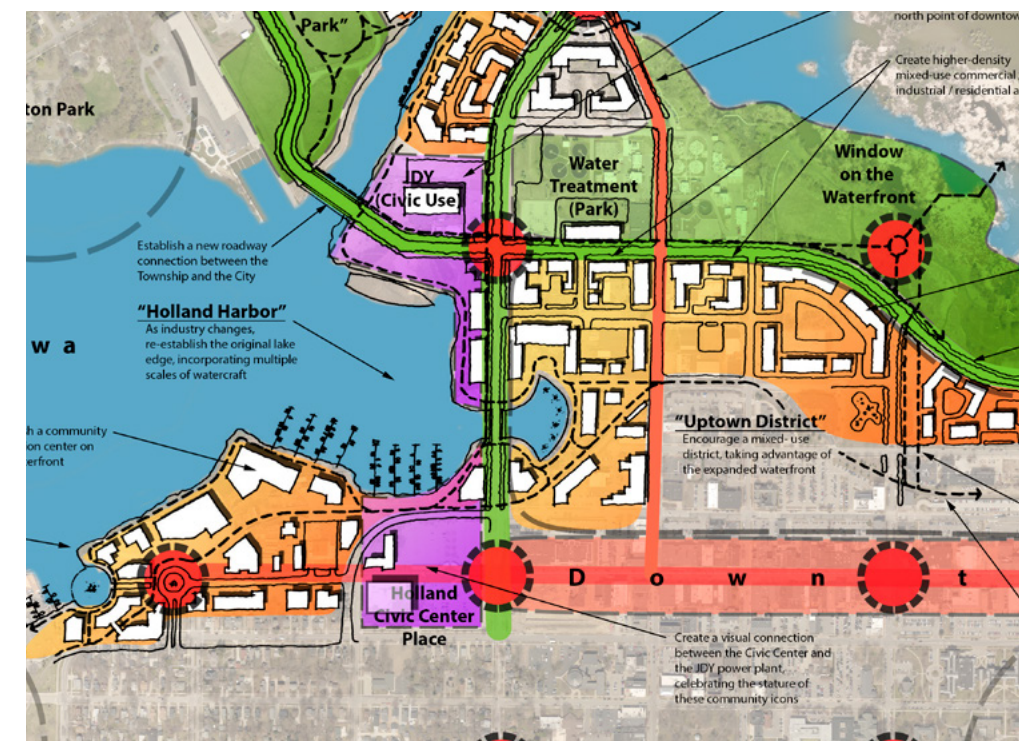 north point of downtow
Park”
Create higher-density
mixed-use commercial
industrial / residential a
ton Park
Window
on the
Waterfront
Water
Treatment
(Park)
JDY
(Civic Use)
Establish a new roadway
connection between the
Township and the City
“Holland Harbor”
As industry changes,
re-establish the original lake
edge, incorporating multiple
scales of watercraft
w a
h a community
on center on
erfront
“Uptown District”
Encourage a mixed- use
district, taking advantage of
the expanded waterfront
D o w n t
Holland
Civic Center
Place
Create a visual connection
between the Civic Center and
the JDY power plant,
celebrating the stature of
these community icons